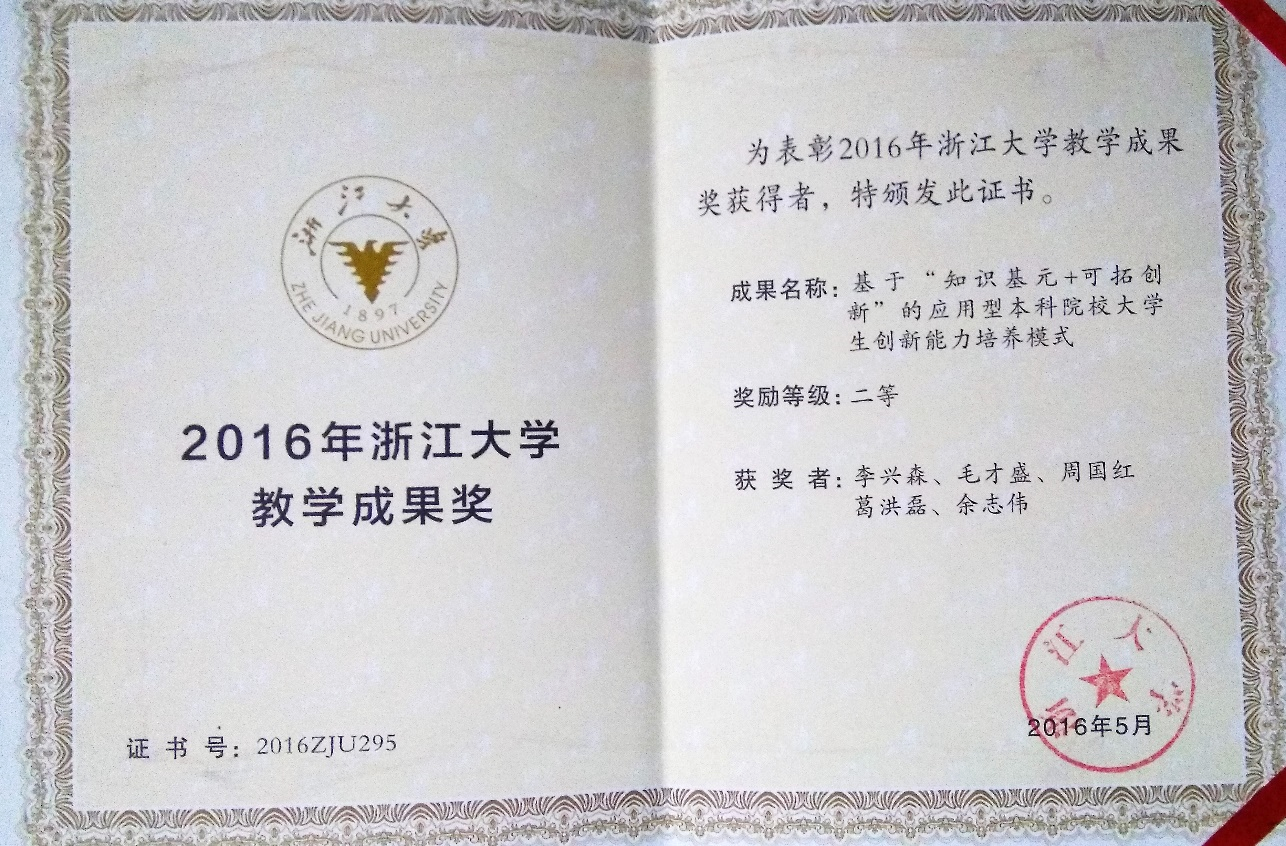 浙江大学
1897
ZHE JIANG UNIVERSITY
2016年浙江大学
教学成果奖
证书号：2016ZJU295
为表彰2016年浙江大学教学成果
奖获得者，特颁发此证书。
成果名称：基于“知识基元+可拓创
新”的应用型本科院校大学
生创新能力培养模式
奖励等级：二等
获奖者：李兴森、毛才盛、周国红
葛洪磊、余志伟
浙江大学
2016年5月